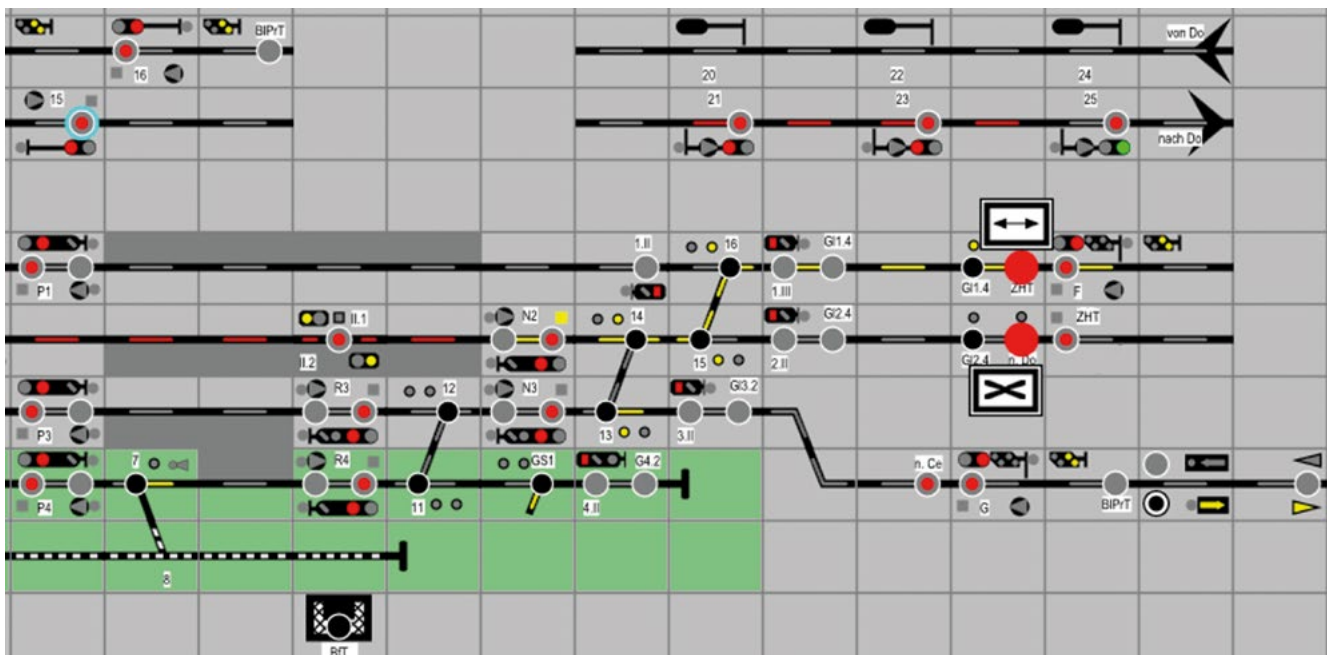 BlPrT
von Do
16
20
22
24
15
21
23
25
nach Do
1.II
16
Gl1.4
P1
1.III
Gl1.4
ZHT
F
II.1
N2
14
Gl2.4
ZHT
II.2
15
2.II
Gl2.4
n. Do
R3
12
N3
Gl3.2
P3
13
3.II
7
R4
GS1
G4.2
n. Ce
P4
11
4.II
G
BlPrT
8
BfT